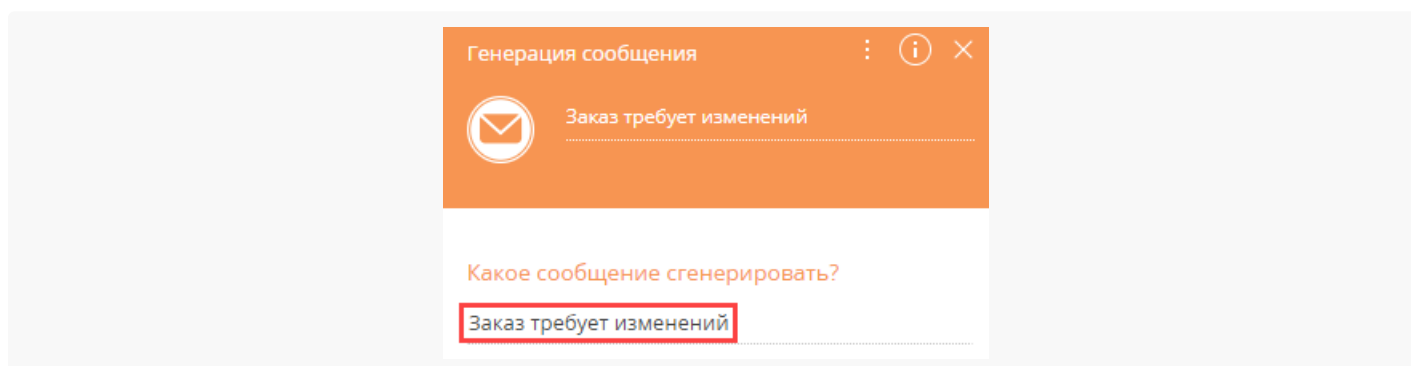 Генерация сообщения
Заказ требует изменений
Какое сообщение сгенерировать?
Заказ требует изменений